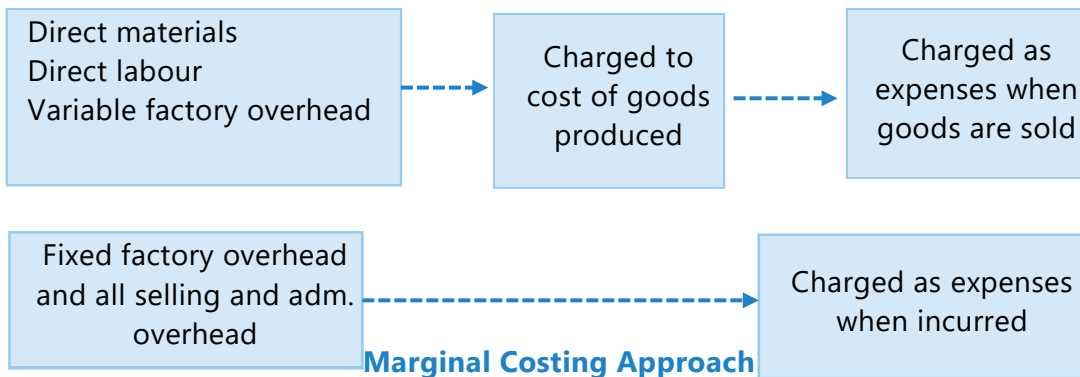 Direct materials
Direct labour
Variable factory overhead
Charged to
cost of goods
produced
Charged as
expenses when
goods are sold
Fixed factory overhead
and all selling and adm.
overhead
Charged as expenses
when incurred
Marginal Costing Approach